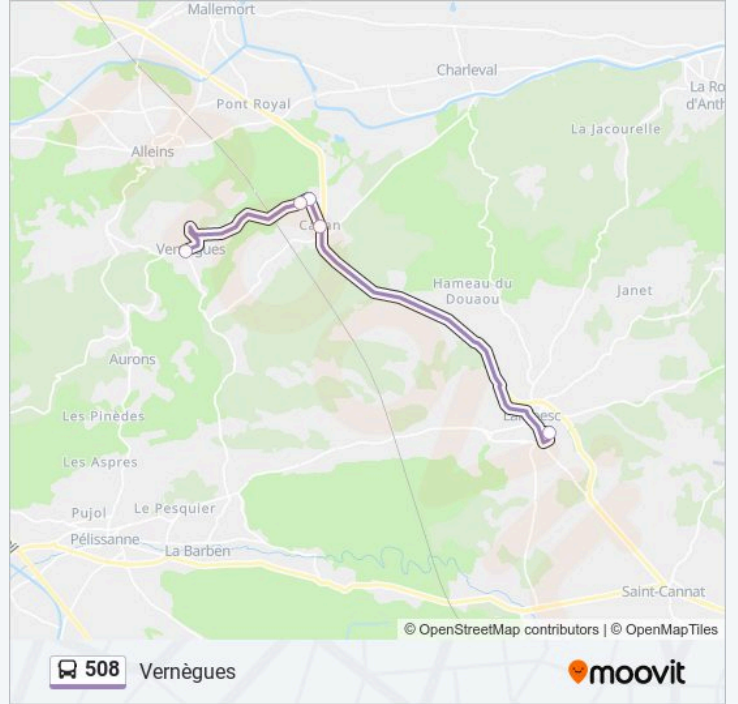 Mallemort
Charleval
La Ro
d'Anth
Pont Royal
La Jacourelle
Alleins
Vernègues
Hameau du
Douaou
Janet
Aurons
Les Pinèdes
Les Aspres
Pujol
Le Pesquier
Pélissanne
La Barben
Saint-Cannat
© OpenStreetMap contributors | © OpenMapTiles
508 Vernègues
moovit